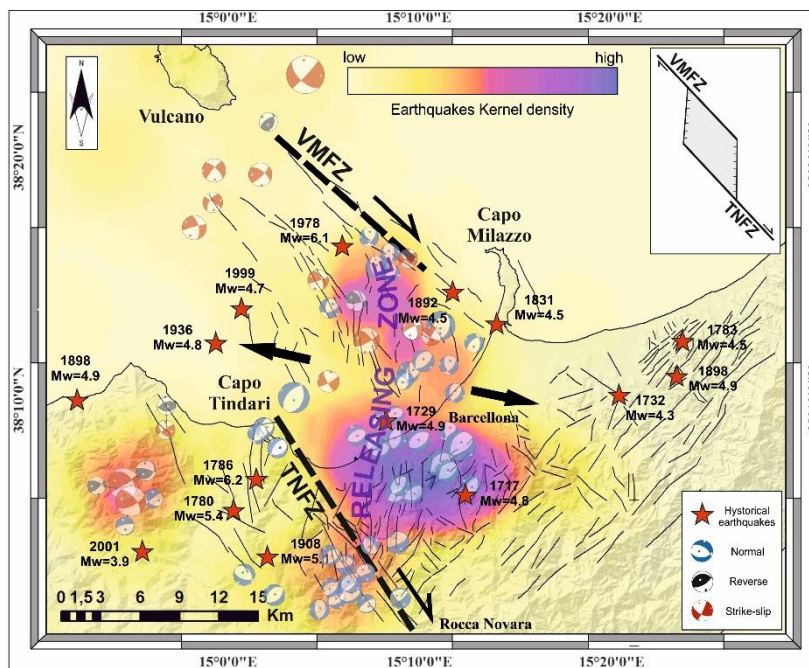 15°0'0"E 15°10'0"E 15°20'0"E
low high
Earthquakes Kernel density
N
S
Vulcano
VMFZ
VMFZ
TNFZ
38°20'0"N
Capo
Milazzo
1978
Mw=6.1
1999
Mw=4.7
1892
Mw=4.5
1831
Mw=4.5
1936
Mw=4.8
1783
Mw=4.5
1898
Mw=4.9
1898
Mw=4.9
1732
Mw=4.3
38°10'0"N
Capo
Tindari
RELEASING ZONE
Barcellona
1729
Mw=4.9
TNFZ
1786
Mw=6.2
1717
Mw=4.8
1780
Mw=5.4
1908
Mw=5.
2001
Mw=3.9
Hystorical
earthquakes
Normal
Reverse
Strike-slip
0 1,5 3 6 9 12 15
Km
Rocca Novara
15°0'0"E 15°10'0"E 15°20'0"E